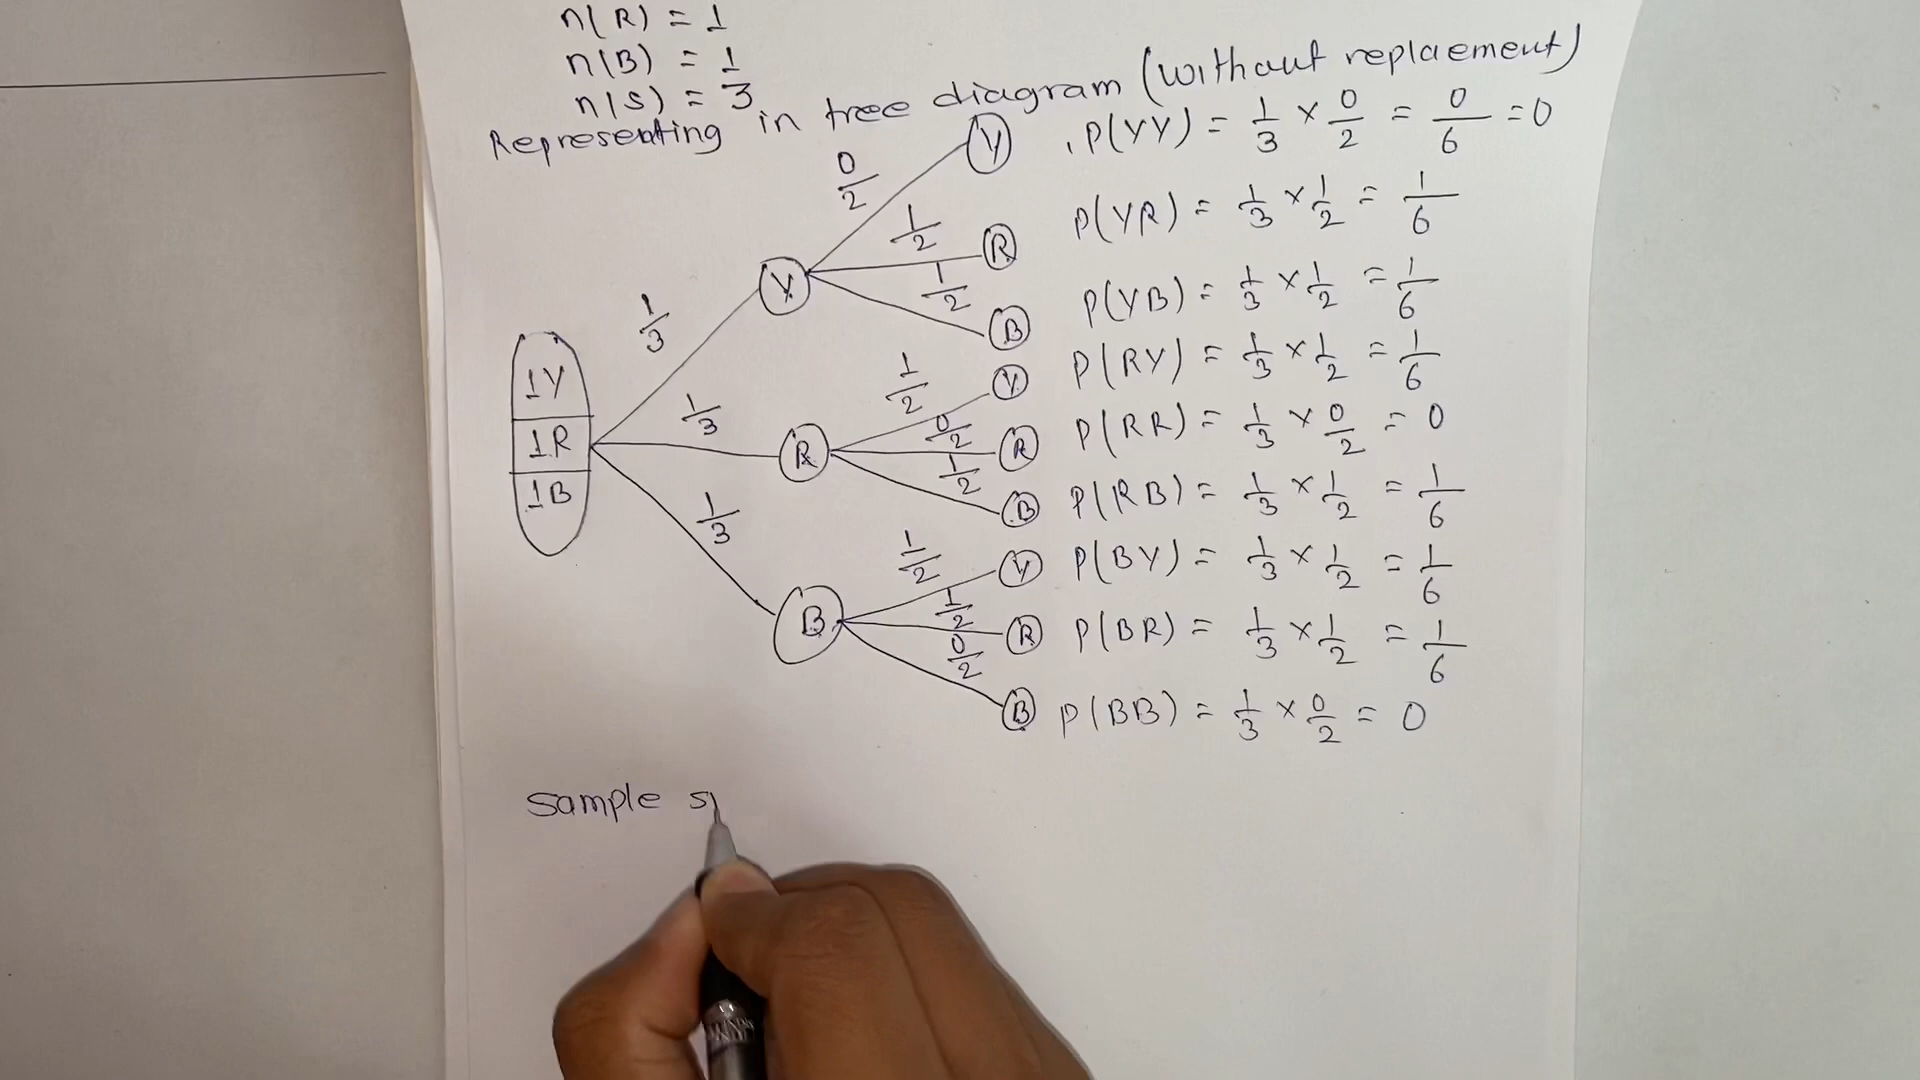 n(R) = 1
n(B) = 1
n(S) = 3
Representing in tree diagram (without replaement)
0/2 Y . P(YY) = 1/3 × 0/2 = 0/6 = 0
1/2 R P(YR) = 1/3 × 1/2 = 1/6
1/3 Y 1/2 B P(YB) = 1/3 × 1/2 = 1/6
1Y 1/2 Y P(RY) = 1/3 × 1/2 = 1/6
1R 1/3 R 0/2 R P(RR) = 1/3 × 0/2 = 0
1B 1/2 B P(RB) = 1/3 × 1/2 = 1/6
1/3 B 1/2 Y P(BY) = 1/3 × 1/2 = 1/6
1/2 R P(BR) = 1/3 × 1/2 = 1/6
0/2 B P(BB) = 1/3 × 0/2 = 0
Sample s